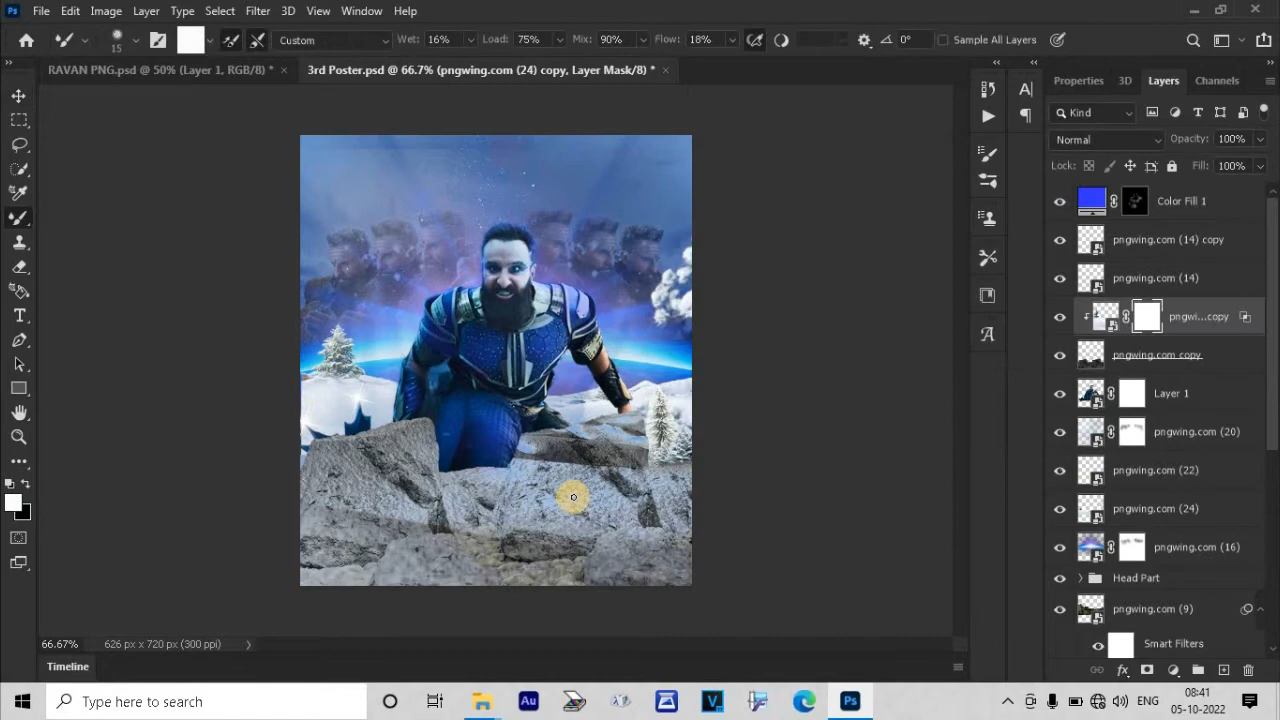 Ps File Edit Image Layer Type Select Filter 3D View Window Help
15 Custom Wet: 16% Load: 75% Mix: 90% Flow: 18% 0° Sample All Layers
RAVAN PNG.psd @ 50% (Layer 1, RGB/8) * × 3rd Poster.psd @ 66.7% (pngwing.com (24) copy, Layer Mask/8) * ×
Properties 3D Layers Channels
Kind
Normal Opacity: 100%
Lock: Fill: 100%
Color Fill 1
pngwing.com (14) copy
pngwing.com (14)
pngwi...copy
pngwing.com copy
Layer 1
pngwing.com (20)
pngwing.com (22)
pngwing.com (24)
pngwing.com (16)
Head Part
pngwing.com (9)
Smart Filters
66.67% 626 px x 720 px (300 ppi)
Timeline
Type here to search
Au
V
Ps
ENG
08:41
05-10-2022